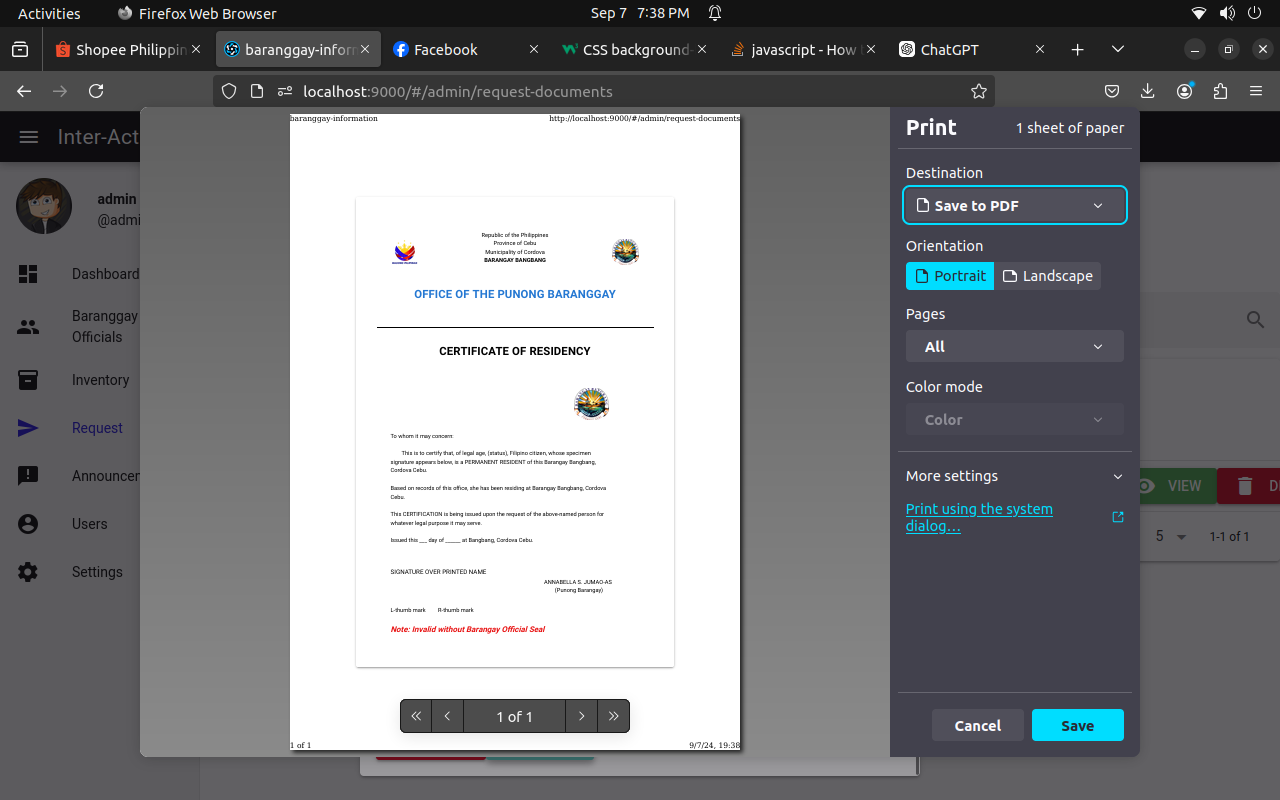 Activities
Firefox Web Browser
Sep 7 7:38 PM
Shopee Philippin
baranggay-infor
Facebook
CSS background-
javascript - How
ChatGPT
localhost:9000/#/admin/request-documents
Inter-Act
admin
@admi
Dashboard
Baranggay
Officials
Inventory
Request
Announcer
Users
Settings
baranggay-information
http://localhost:9000/#/admin/request-documents
Republic of the Philippines
Province of Cebu
Municipality of Cordova
BARANGAY BANGBANG
OFFICE OF THE PUNONG BARANGGAY
CERTIFICATE OF RESIDENCY
To whom it may concern:
This is to certify that, of legal age, (status), Filipino citizen, whose specimen
signature appears below, is a PERMANENT RESIDENT of this Barangay Bangbang,
Cordova Cebu.
Based on records of this office, she has been residing at Barangay Bangbang, Cordova
Cebu.
This CERTIFICATION is being issued upon the request of the above-named person for
whatever legal purpose it may serve.
Issued this ___ day of ______ at Bangbang, Cordova Cebu.
SIGNATURE OVER PRINTED NAME
ANNABELLA S. JUMAO-AS
(Punong Barangay)
L-thumb mark R-thumb mark
Note: Invalid without Barangay Official Seal
1 of 1
1 of 1
9/7/24, 19:38
Print
1 sheet of paper
Destination
Save to PDF
Orientation
Portrait
Landscape
Pages
All
Color mode
Color
More settings
Print using the system
dialog…
Cancel
Save
VIEW
5
1-1 of 1